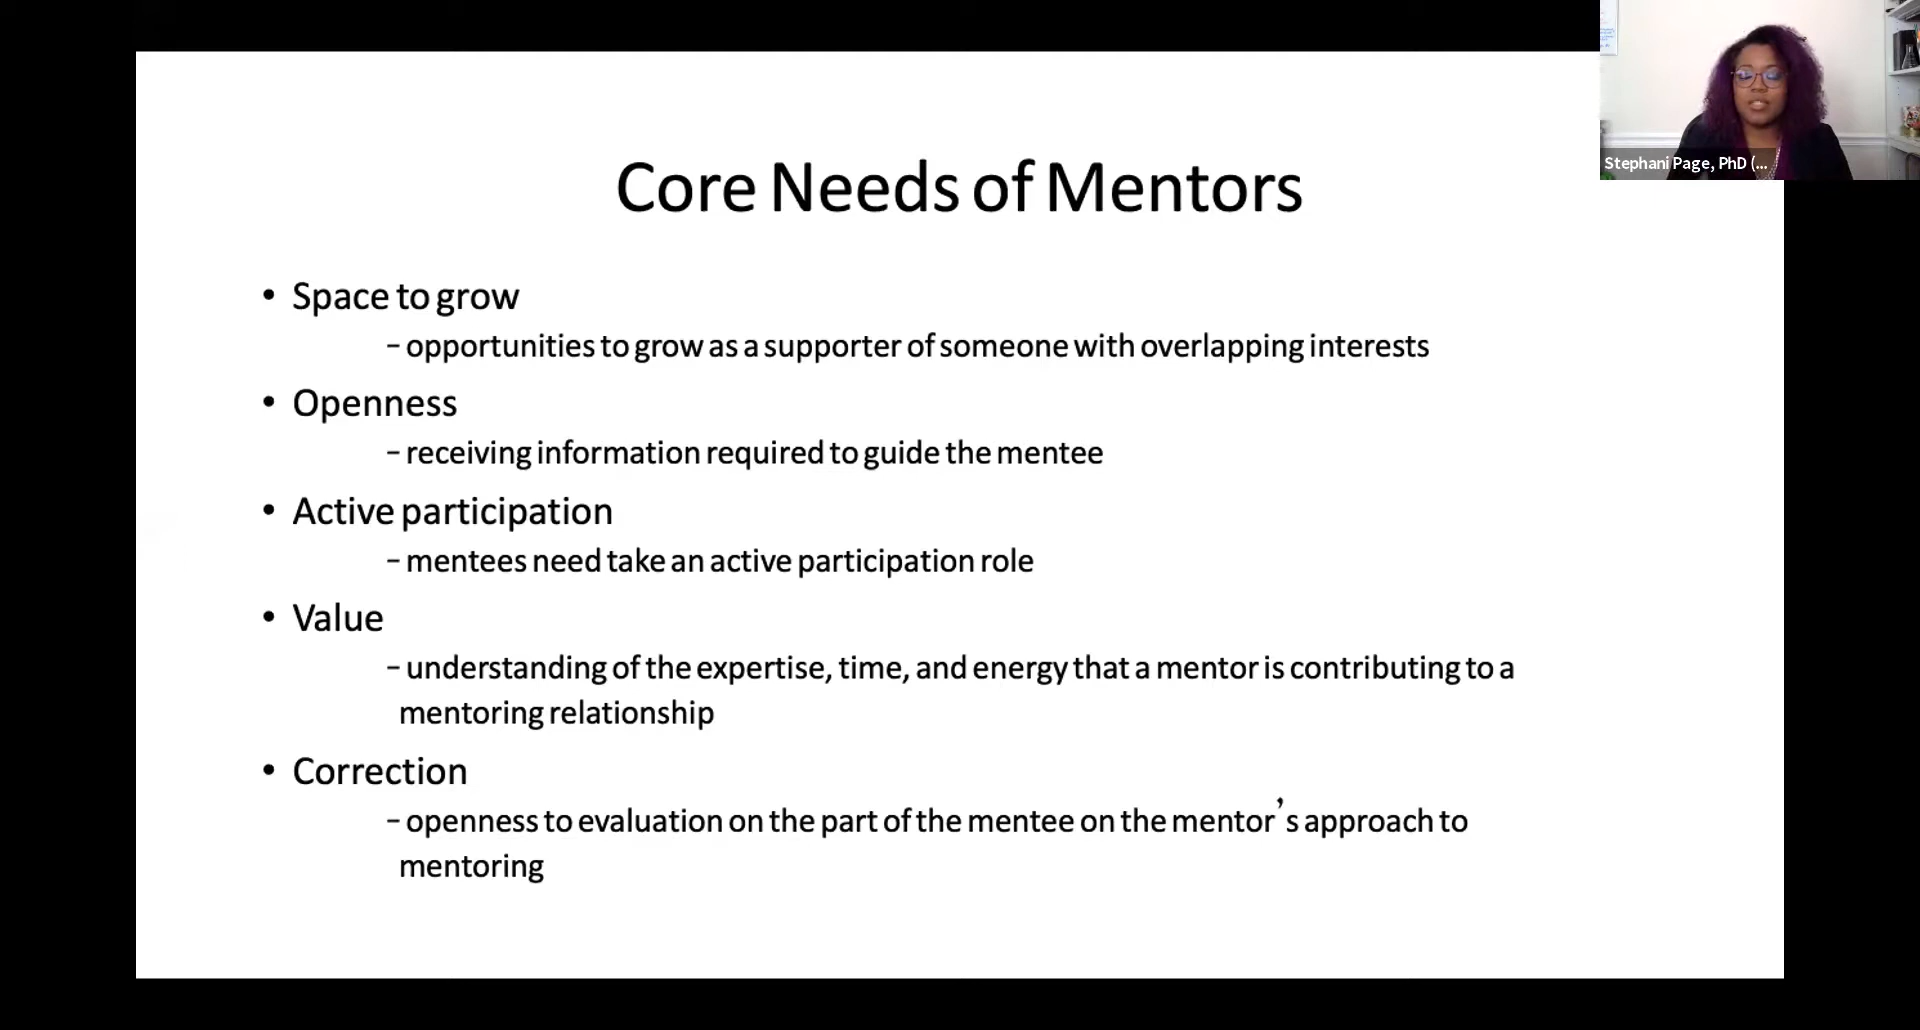 Core Needs of Mentors
• Space to grow
– opportunities to grow as a supporter of someone with overlapping interests
• Openness
– receiving information required to guide the mentee
• Active participation
– mentees need take an active participation role
• Value
– understanding of the expertise, time, and energy that a mentor is contributing to a
mentoring relationship
• Correction
– openness to evaluation on the part of the mentee on the mentor’s approach to
mentoring
Stephani Page, PhD (...